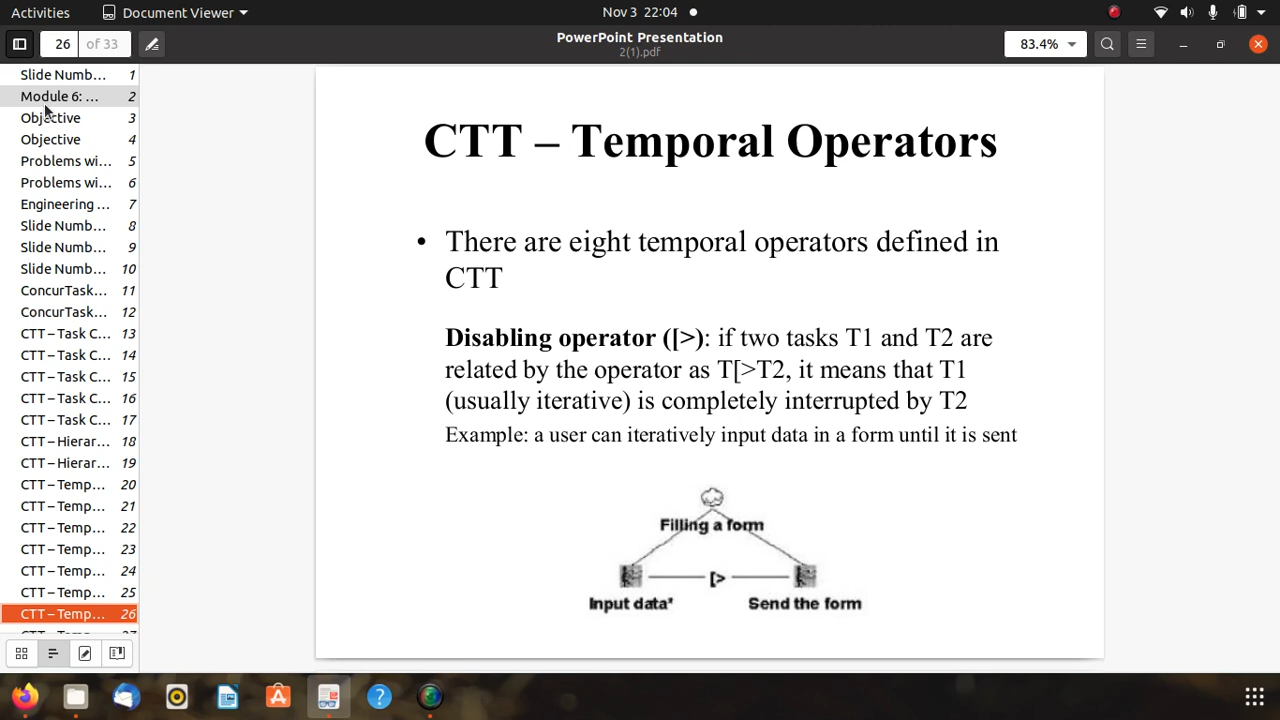 Activities
Document Viewer
Nov 3 22:04
26
of 33
PowerPoint Presentation
2(1).pdf
83.4%
Slide Numb... 1
Module 6: ... 2
Objective 3
Objective 4
Problems wi... 5
Problems wi... 6
Engineering ... 7
Slide Numb... 8
Slide Numb... 9
Slide Numb... 10
ConcurTask... 11
ConcurTask... 12
CTT – Task C... 13
CTT – Task C... 14
CTT – Task C... 15
CTT – Task C... 16
CTT – Task C... 17
CTT – Hierar... 18
CTT – Hierar... 19
CTT – Temp... 20
CTT – Temp... 21
CTT – Temp... 22
CTT – Temp... 23
CTT – Temp... 24
CTT – Temp... 25
CTT – Temp... 26
CTT – Temporal Operators
• There are eight temporal operators defined in
CTT
Disabling operator ([>): if two tasks T1 and T2 are
related by the operator as T[>T2, it means that T1
(usually iterative) is completely interrupted by T2
Example: a user can iteratively input data in a form until it is sent
Filling a form
[>
Input data*
Send the form